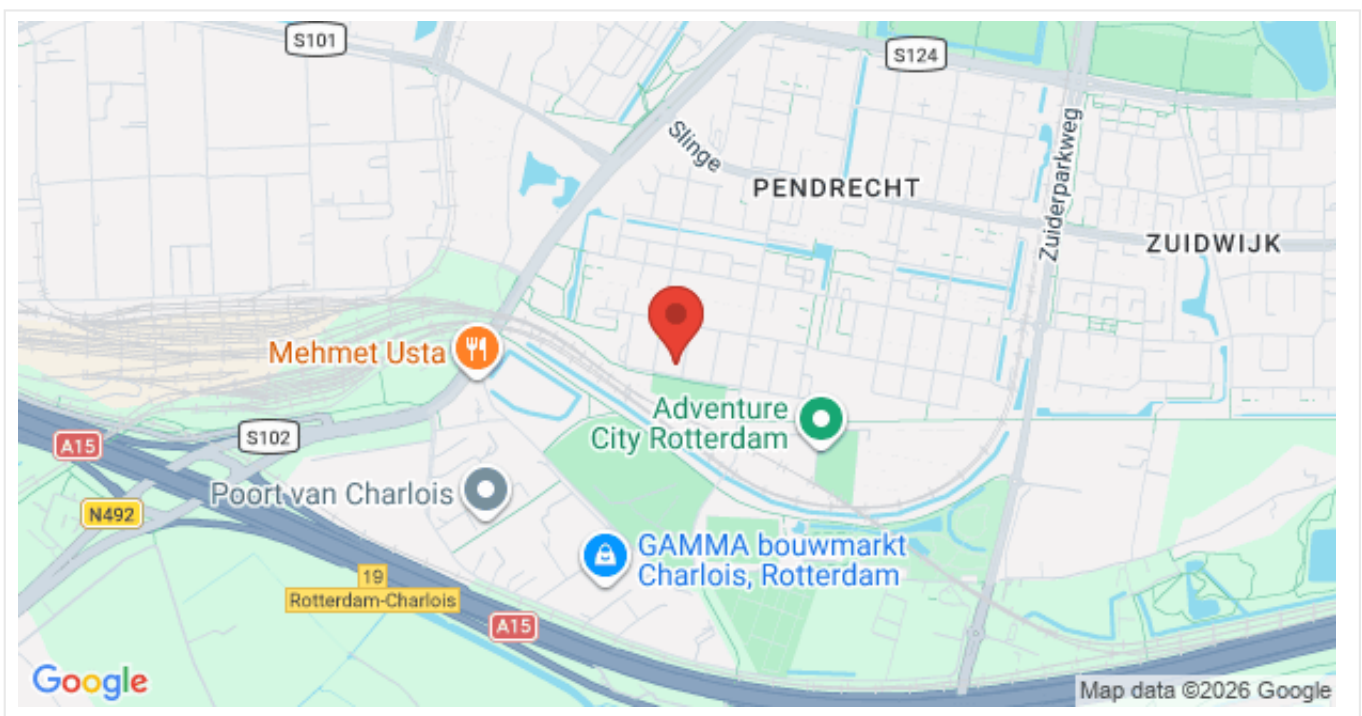 S101
S124
Slinge
Zuiderparkweg
PENDRECHT
ZUIDWIJK
Mehmet Usta
Adventure
City Rotterdam
A15
S102
Poort van Charlois
N492
GAMMA bouwmarkt
Charlois, Rotterdam
19
Rotterdam-Charlois
A15
Google
Map data ©2026 Google